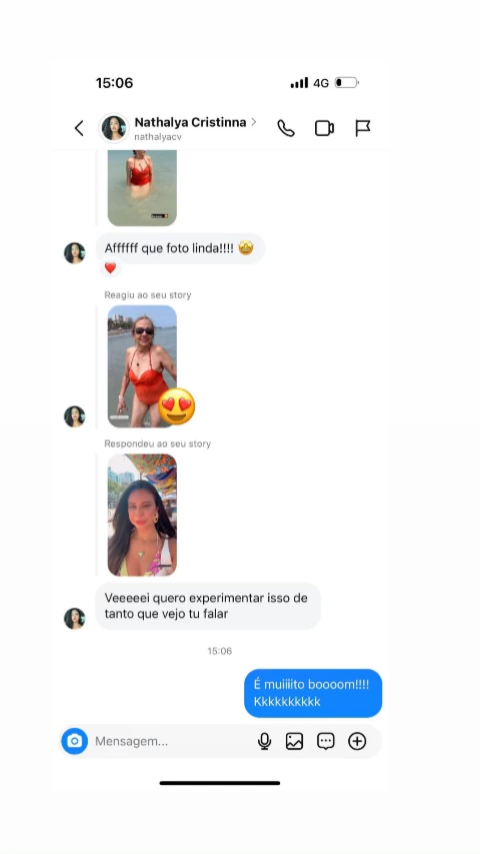 15:06
4G
Nathalya Cristinna
nathalyacv
Affffff que foto linda!!!! 🤩
❤️
Reagiu ao seu story
😍
Respondeu ao seu story
Veeeeei quero experimentar isso de
tanto que vejo tu falar
15:06
É muiiiito boooom!!!!
Kkkkkkkkkk
Mensagem...